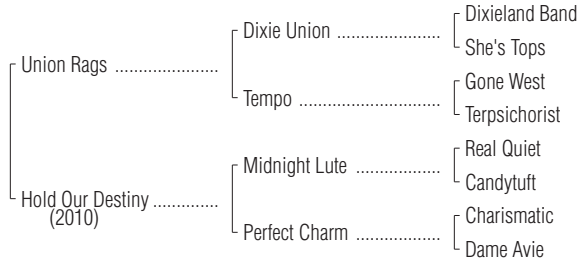 Dixieland Band
Dixie Union ....................
She's Tops
Union Rags ....................
Gone West
Tempo ...........................
Terpsichorist
Real Quiet
Midnight Lute ................
Candytuft
Hold Our Destiny .............
(2010)
Charismatic
Perfect Charm ................
Dame Avie